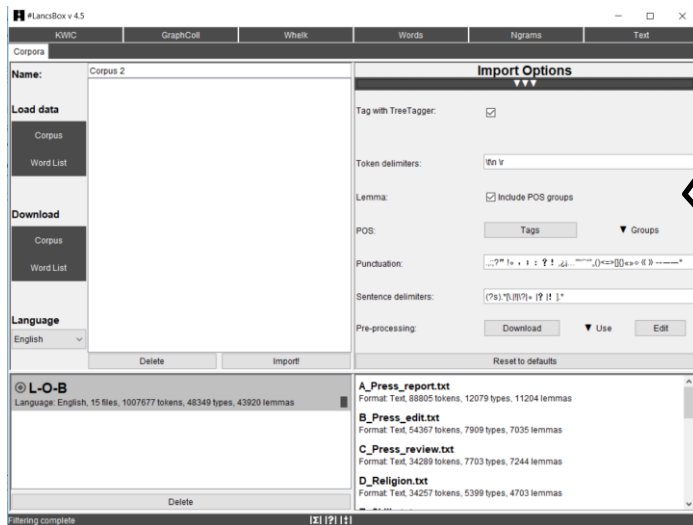 #LancsBox v 4.5
KWIC GraphColl Whelk Words Ngrams Text
Corpora
Name:
Corpus 2
Load data
Corpus
Word List
Download
Corpus
Word List
Language
English
Delete Import!
Import Options
Tag with TreeTagger:
Token delimiters: \t\n \r
Lemma: Include POS groups
POS: Tags ▼ Groups
Punctuation:
Sentence delimiters:
Pre-processing: Download ▼ Use Edit
Reset to defaults
L-O-B
Language: English, 15 files, 1007677 tokens, 48349 types, 43920 lemmas
Delete
A_Press_report.txt
Format: Text, 88805 tokens, 12079 types, 11204 lemmas
B_Press_edit.txt
Format: Text, 54367 tokens, 7909 types, 7035 lemmas
C_Press_review.txt
Format: Text, 34289 tokens, 7703 types, 7244 lemmas
D_Religion.txt
Format: Text, 34257 tokens, 5399 types, 4703 lemmas
Filtering complete